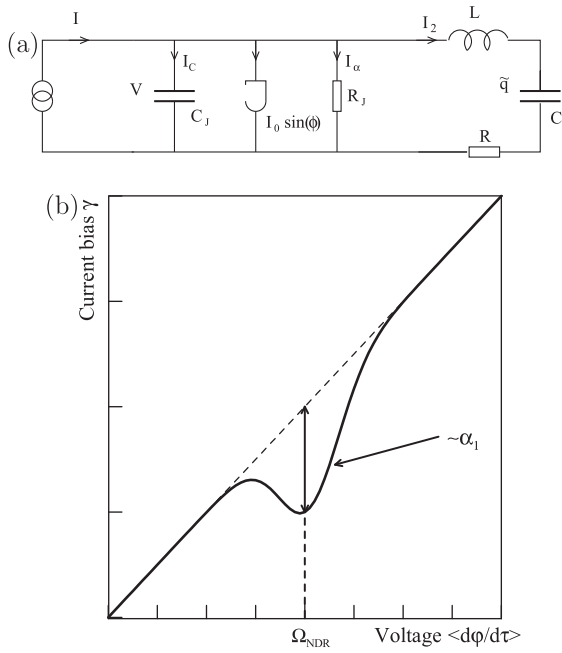 (a)
I
I_C
V
C_J
I_0 sin(ϕ)
I_α
R_J
I_2
L
q̃
C
R
(b)
Current bias γ
~α_1
Ω_NDR
Voltage <dφ/dτ>